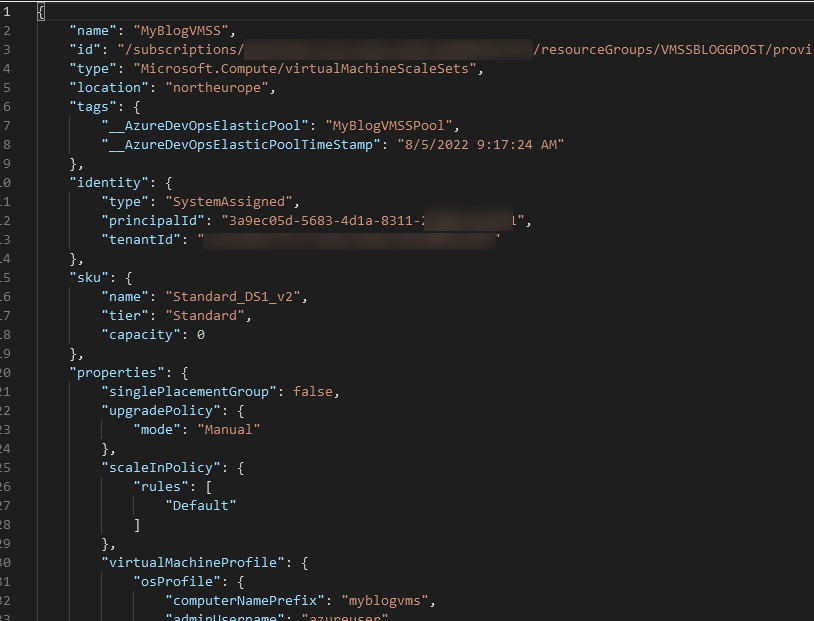 1 {
2 "name": "MyBlogVMSS",
3 "id": "/subscriptions/ /resourceGroups/VMSSBLOGGPOST/provi
4 "type": "Microsoft.Compute/virtualMachineScaleSets",
5 "location": "northeurope",
6 "tags": {
7 "__AzureDevOpsElasticPool": "MyBlogVMSSPool",
8 "__AzureDevOpsElasticPoolTimeStamp": "8/5/2022 9:17:24 AM"
9 },
10 "identity": {
11 "type": "SystemAssigned",
12 "principalId": "3a9ec05d-5683-4d1a-8311- ",
13 "tenantId": " "
14 },
15 "sku": {
16 "name": "Standard_DS1_v2",
17 "tier": "Standard",
18 "capacity": 0
19 },
20 "properties": {
21 "singlePlacementGroup": false,
22 "upgradePolicy": {
23 "mode": "Manual"
24 },
25 "scaleInPolicy": {
26 "rules": [
27 "Default"
28 ]
29 },
30 "virtualMachineProfile": {
31 "osProfile": {
32 "computerNamePrefix": "myblogvms",
33 "adminUsername": "azureuser"